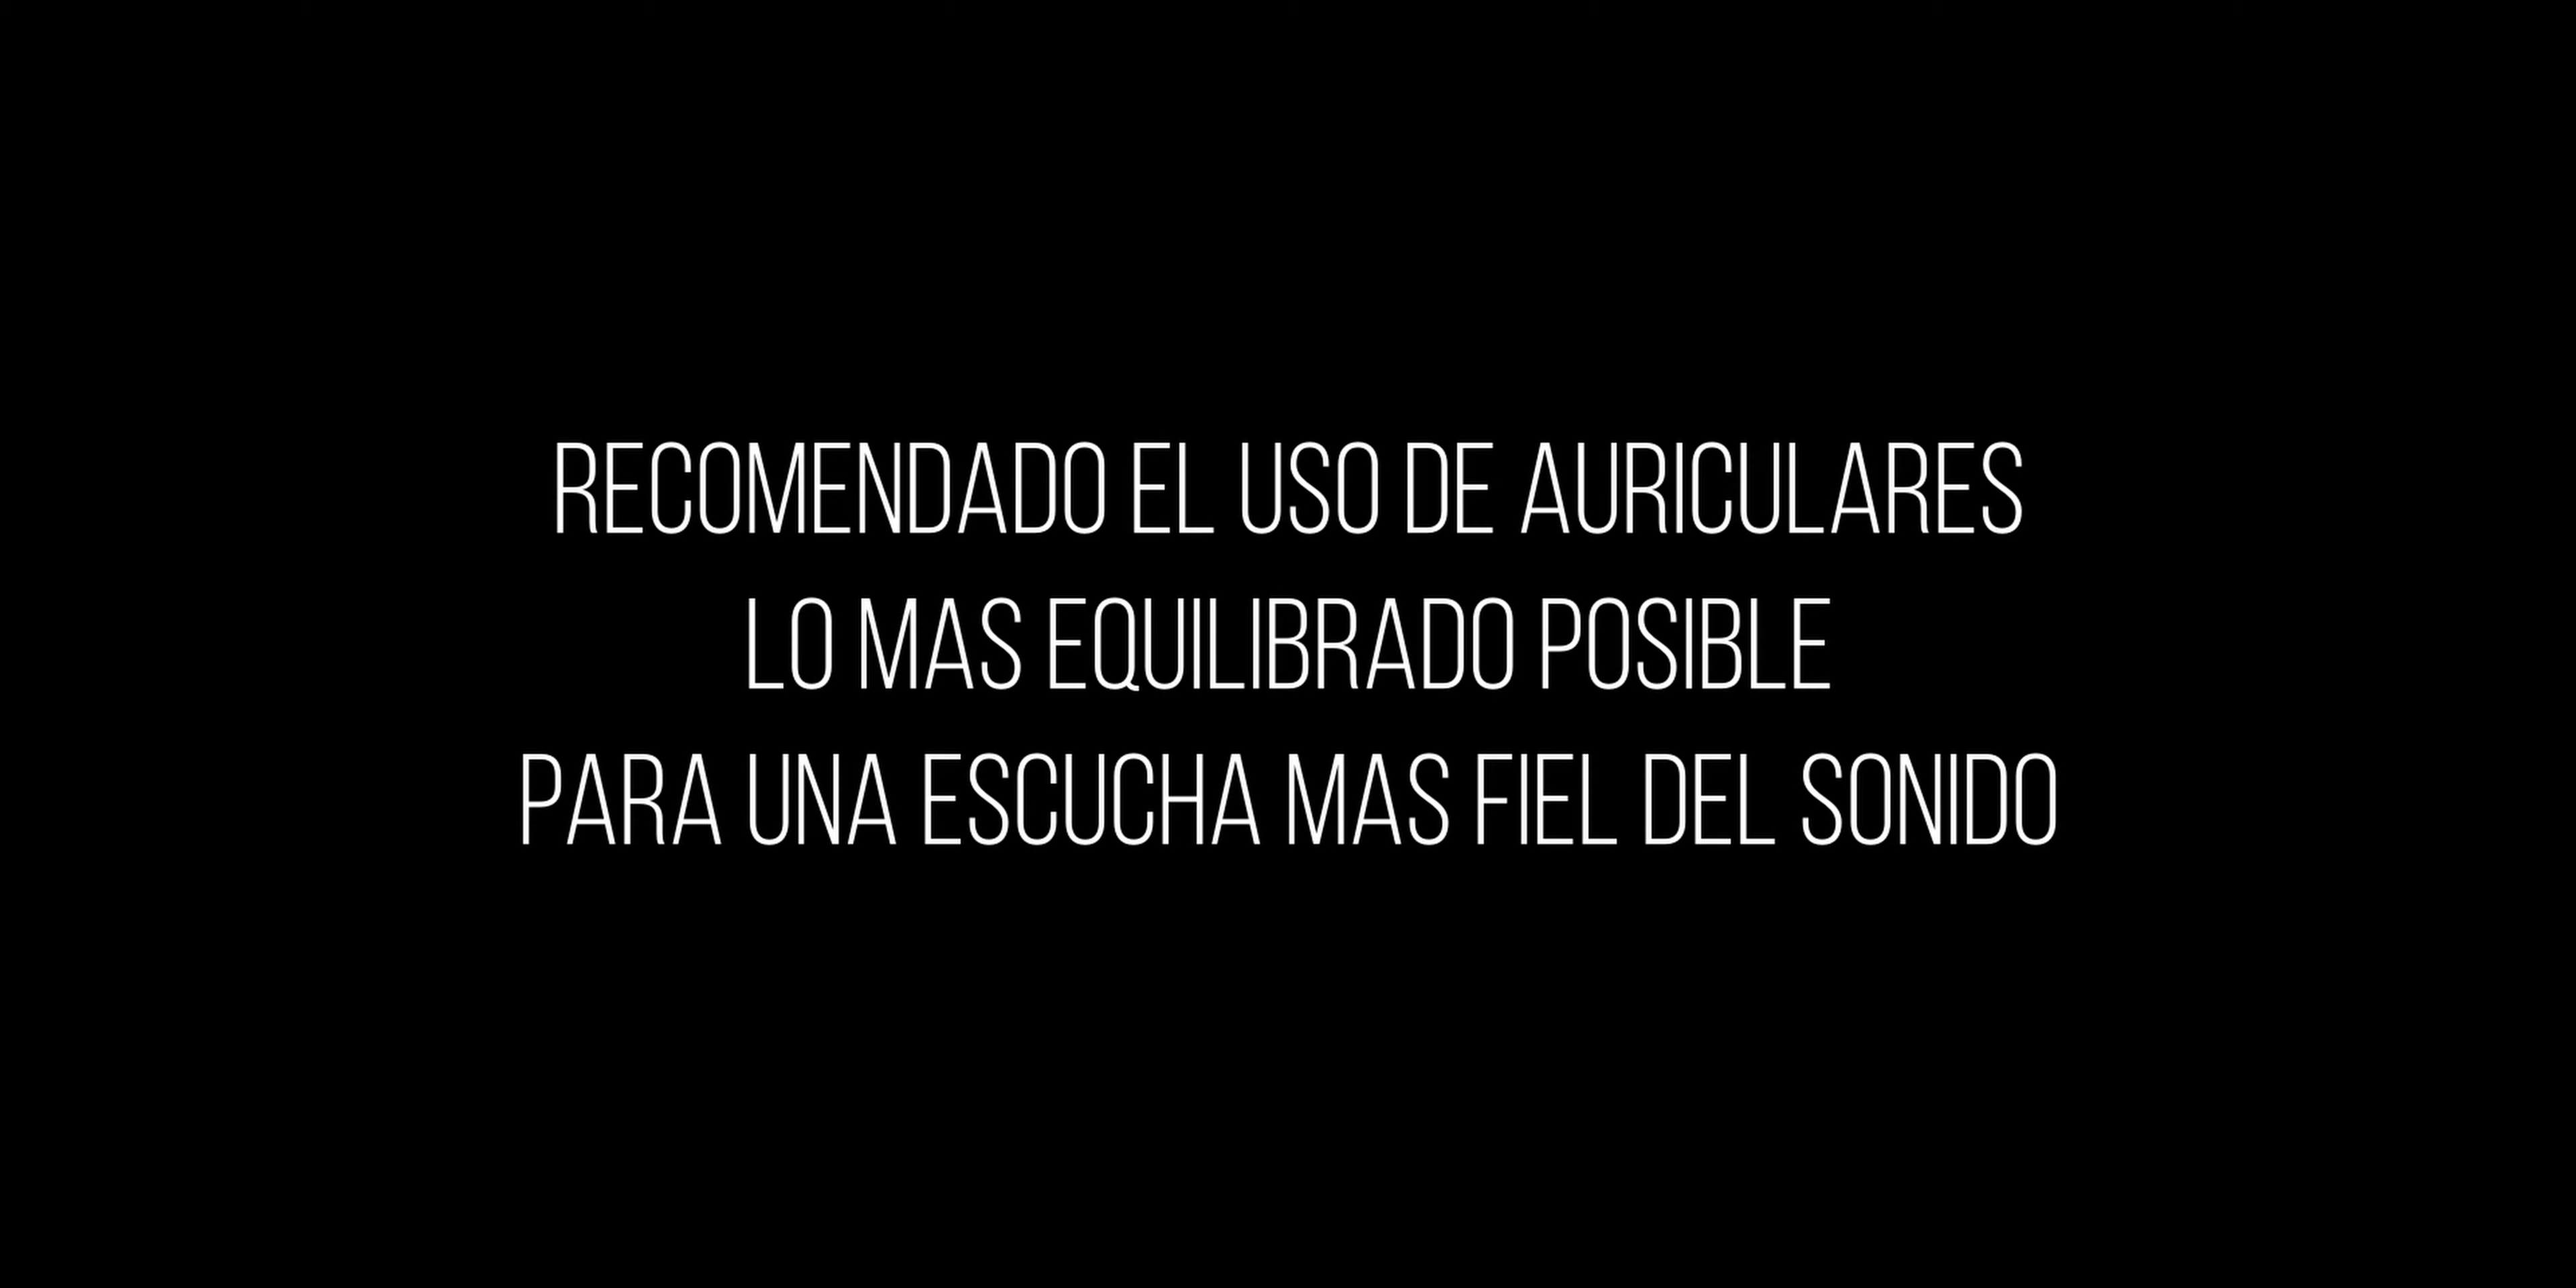 RECOMENDADO EL USO DE AURICULARES
LO MAS EQUILIBRADO POSIBLE
PARA UNA ESCUCHA MAS FIEL DEL SONIDO